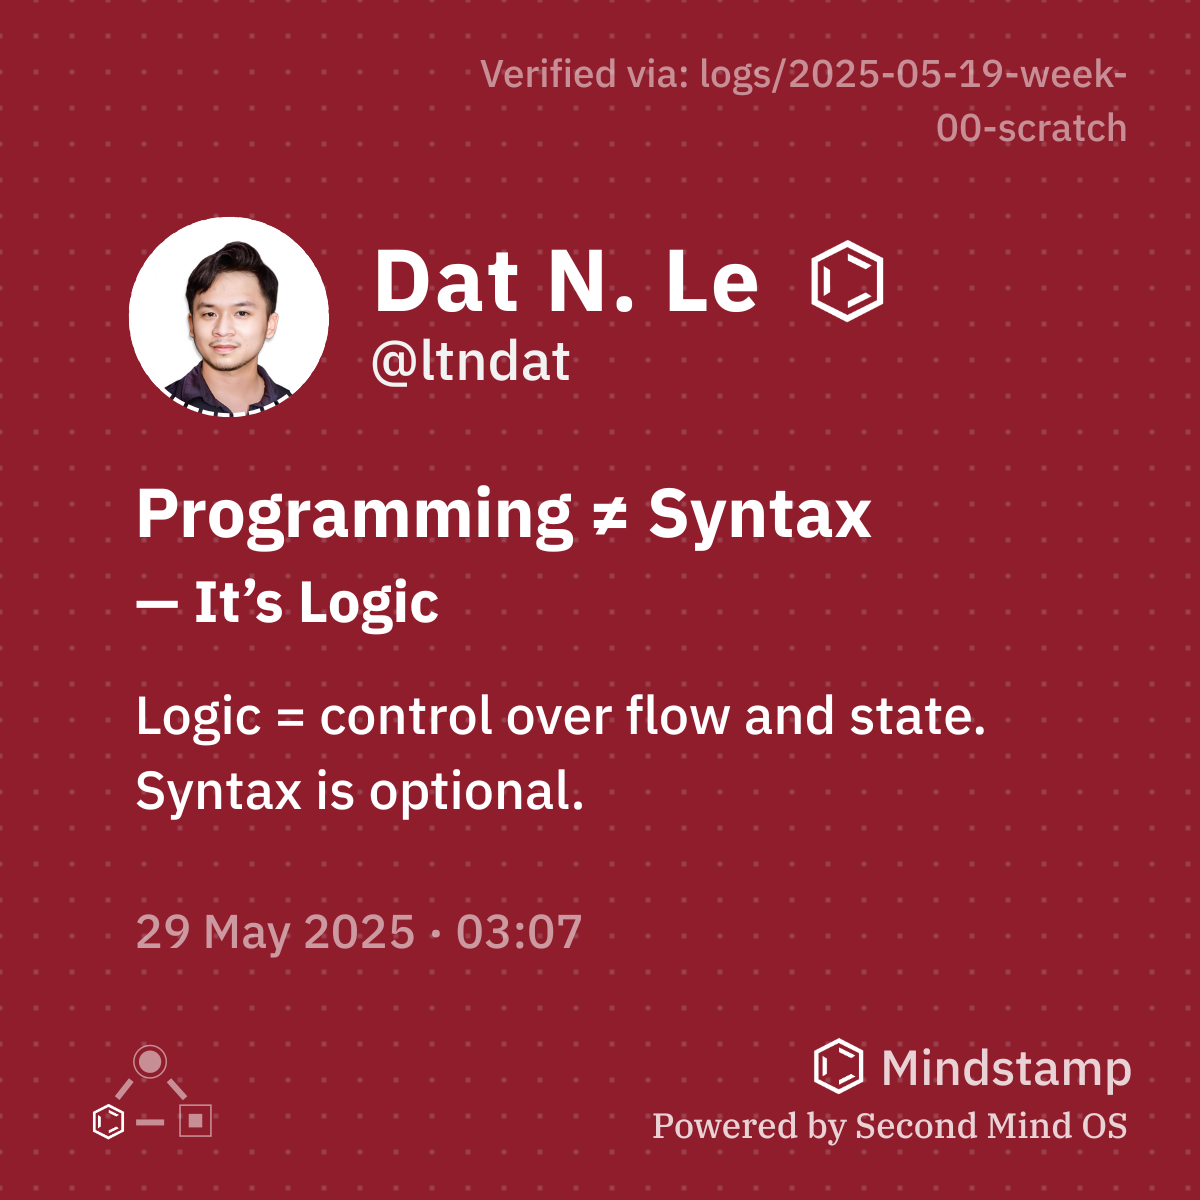 Verified via: logs/2025-05-19-week-
00-scratch
Dat N. Le
@ltndat
Programming ≠ Syntax
— It’s Logic
Logic = control over flow and state.
Syntax is optional.
29 May 2025 · 03:07
Mindstamp
Powered by Second Mind OS